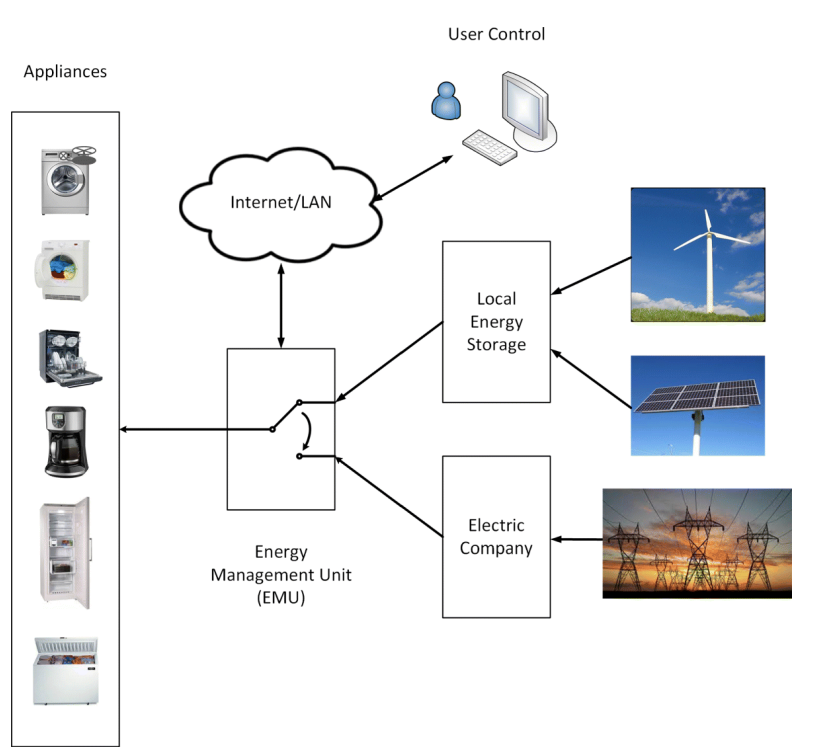 User Control
Appliances
Internet/LAN
Local
Energy
Storage
Electric
Company
Energy
Management Unit
(EMU)